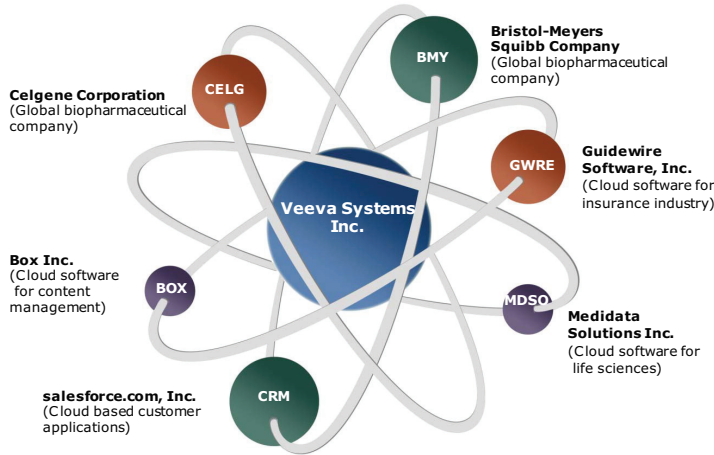 Bristol-Meyers
Squibb Company
(Global biopharmaceutical
company)
BMY
CELG
Celgene Corporation
(Global biopharmaceutical
company)
GWRE
Guidewire
Software, Inc.
(Cloud software for
insurance industry)
Veeva Systems
Inc.
Box Inc.
(Cloud software
for content
management)
BOX
MDSO
Medidata
Solutions Inc.
(Cloud software for
life sciences)
salesforce.com, Inc.
(Cloud based customer
applications)
CRM